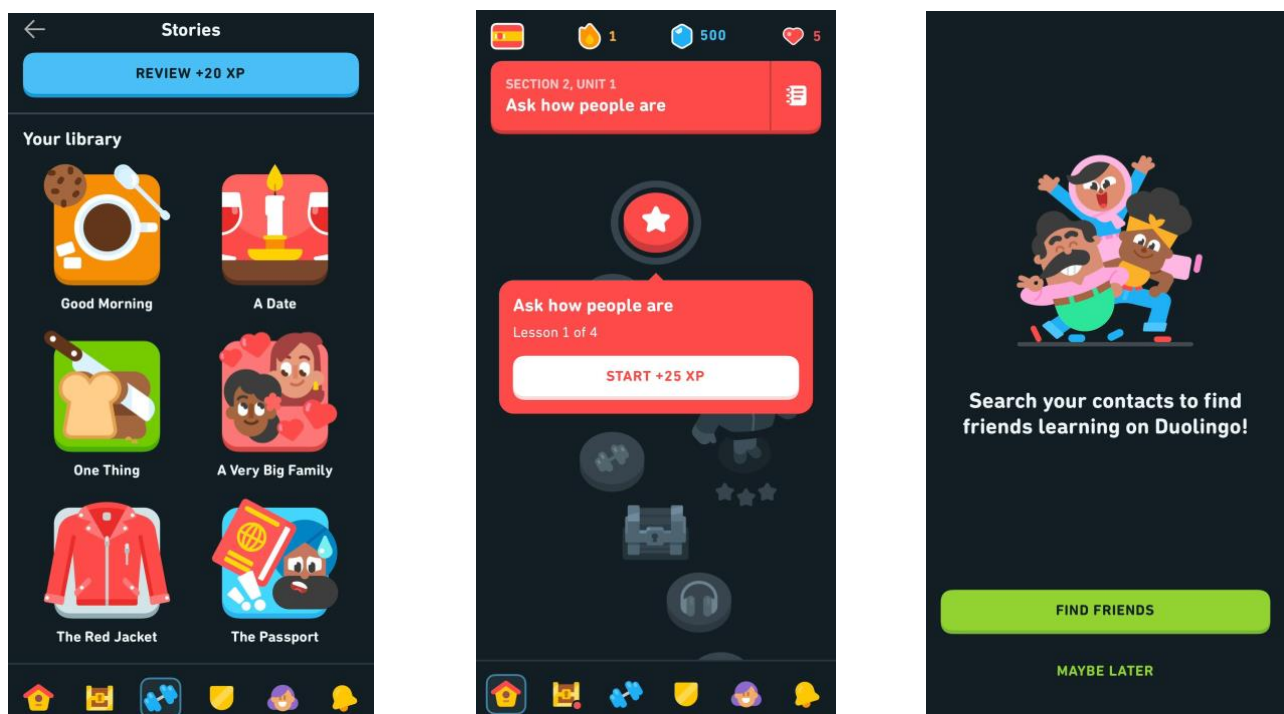 Stories
REVIEW +20 XP
Your library
Good Morning
A Date
One Thing
A Very Big Family
The Red Jacket
The Passport
1
500
5
SECTION 2, UNIT 1
Ask how people are
Ask how people are
Lesson 1 of 4
START +25 XP
Search your contacts to find
friends learning on Duolingo!
FIND FRIENDS
MAYBE LATER